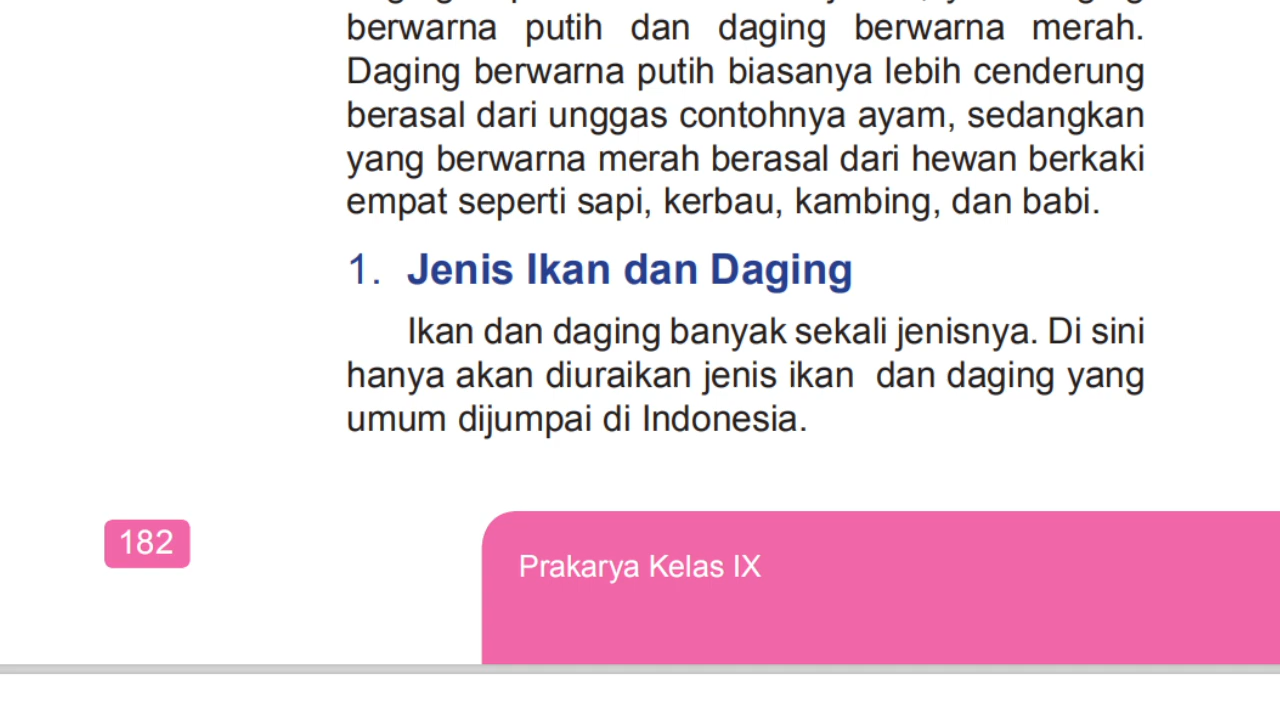 berwarna putih dan daging berwarna merah.
Daging berwarna putih biasanya lebih cenderung
berasal dari unggas contohnya ayam, sedangkan
yang berwarna merah berasal dari hewan berkaki
empat seperti sapi, kerbau, kambing, dan babi.
1. Jenis Ikan dan Daging
Ikan dan daging banyak sekali jenisnya. Di sini
hanya akan diuraikan jenis ikan dan daging yang
umum dijumpai di Indonesia.
182
Prakarya Kelas IX